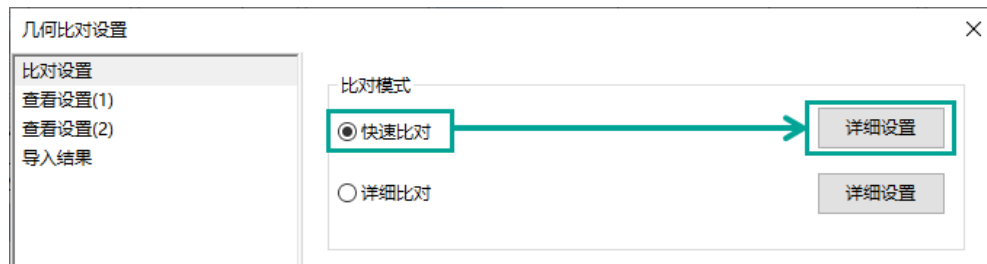 几何比对设置
比对设置
查看设置(1)
查看设置(2)
导入结果
比对模式
快速比对
详细设置
详细比对
详细设置